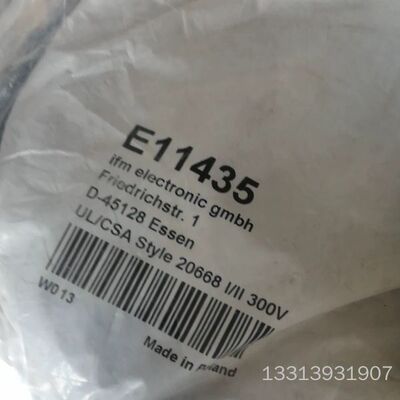 E11435
ifm electronic gmbh
Friedrichstr. 1
D-45128 Essen
UL/CSA Style 20668 I/II 300V
W013
Made in
13313931907